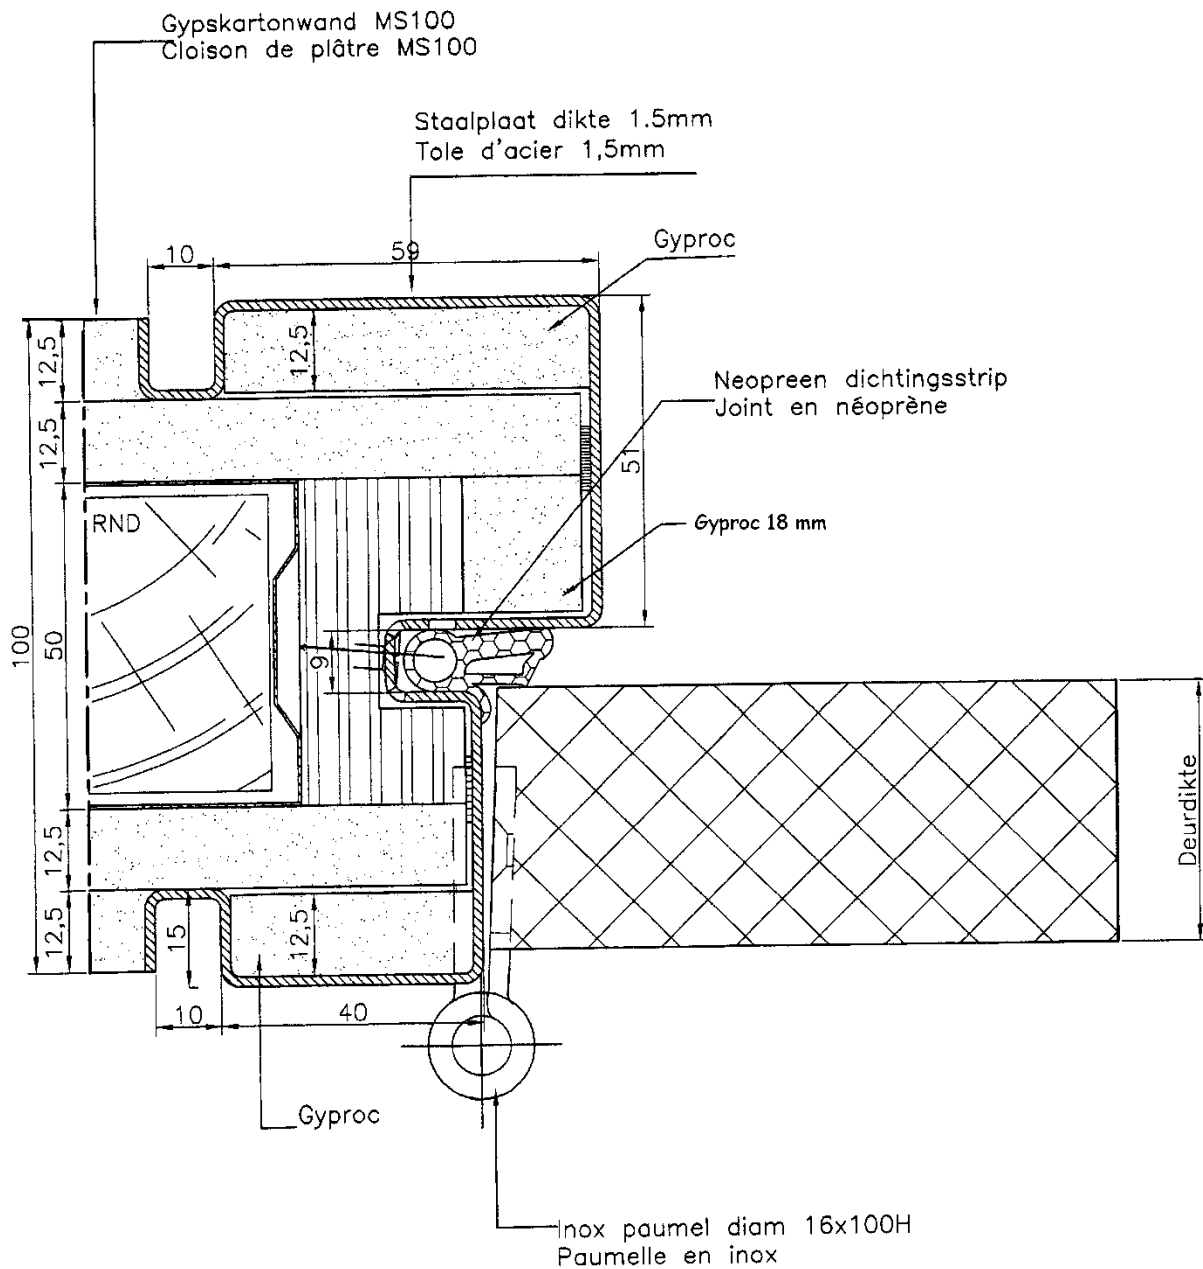 Gypskartonwand MS100
Cloison de plâtre MS100
Staalplaat dikte 1.5mm
Tole d'acier 1,5mm
10
59
Gyproc
12,5
12,5
12,5
51
Neopreen dichtingsstrip
Joint en néoprène
RND
Gyproc 18 mm
100
50
9
Deurdikte
12,5
12,5
15
12,5
10
40
Gyproc
Inox paumel diam 16x100H
Paumelle en inox